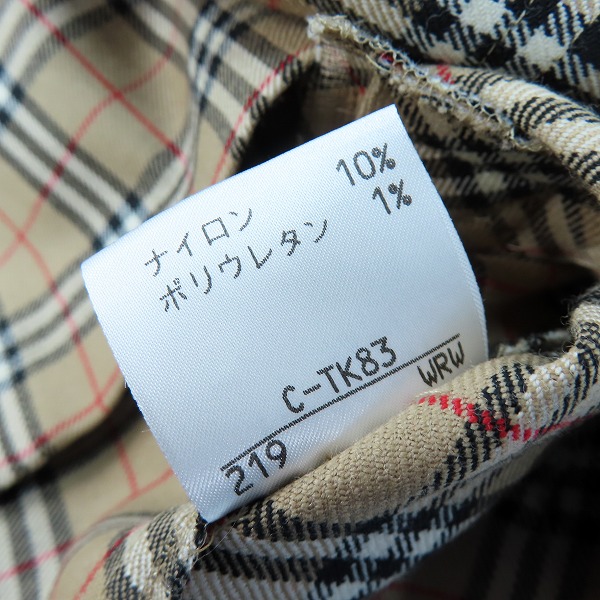 ナイロン 10%
ポリウレタン 1%
C-TK83
219 WRW